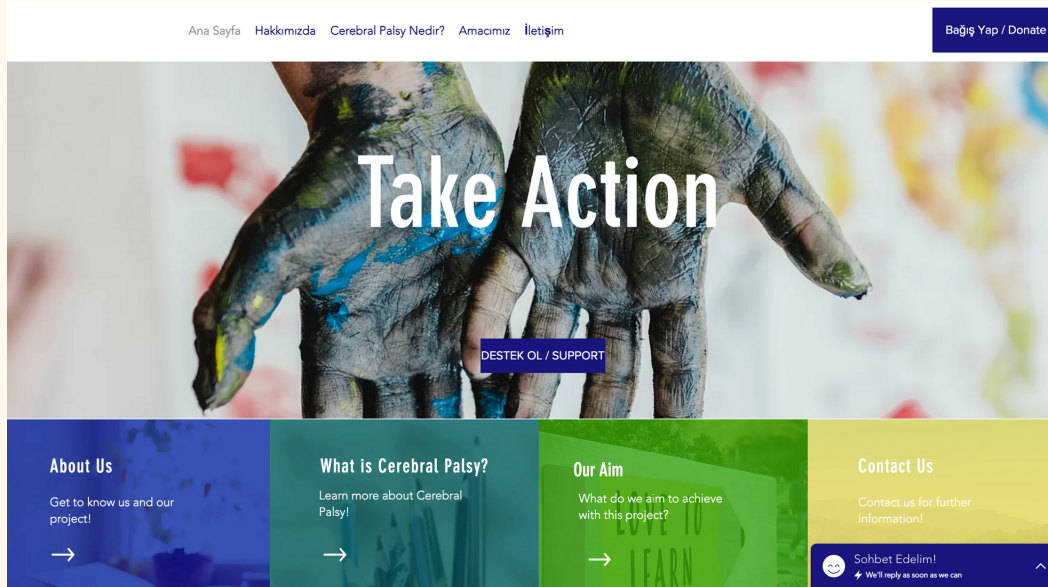 Ana Sayfa Hakkımızda Cerebral Palsy Nedir? Amacımız İletişim
Bağış Yap / Donate
Take Action
DESTEK OL / SUPPORT
About Us
Get to know us and our
project!
What is Cerebral Palsy?
Learn more about Cerebral
Palsy!
Our Aim
What do we aim to achieve
with this project?
LOVE TO
LEARN
Contact Us
Contact us for further
information!
Sohbet Edelim!
We'll reply as soon as we can